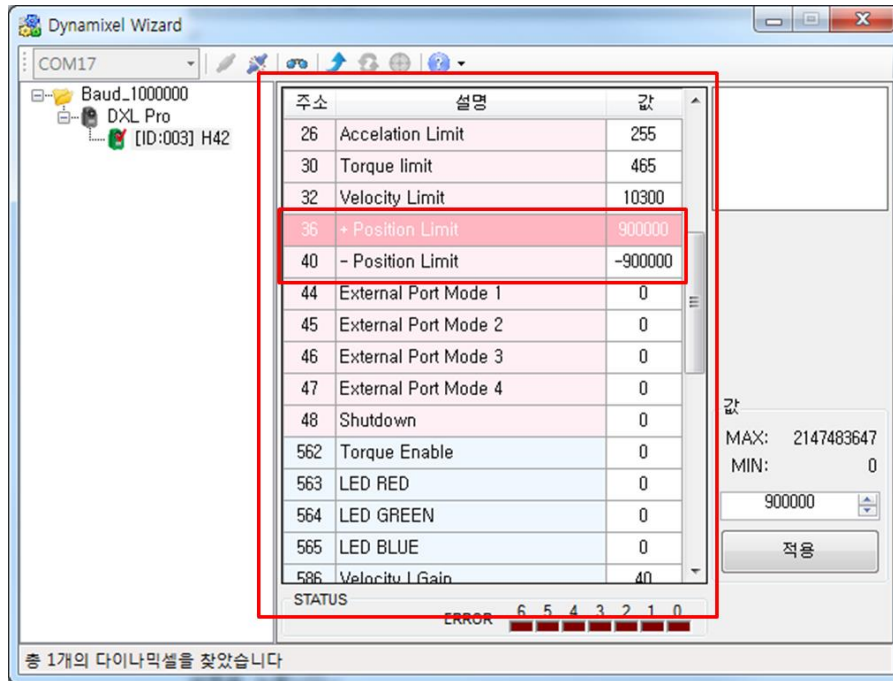 Dynamixel Wizard
COM17
Baud_1000000
DXL Pro
[ID:003] H42
주소 설명 값
26 Accelation Limit 255
30 Torque limit 465
32 Velocity Limit 10300
36 + Position Limit 900000
40 - Position Limit -900000
44 External Port Mode 1 0
45 External Port Mode 2 0
46 External Port Mode 3 0
47 External Port Mode 4 0
48 Shutdown 0
562 Torque Enable 0
563 LED RED 0
564 LED GREEN 0
565 LED BLUE 0
586 Velocity I Gain 40
STATUS
ERROR 6 5 4 3 2 1 0
값
MAX: 2147483647
MIN: 0
900000
적용
총 1개의 다이나믹셀을 찾았습니다